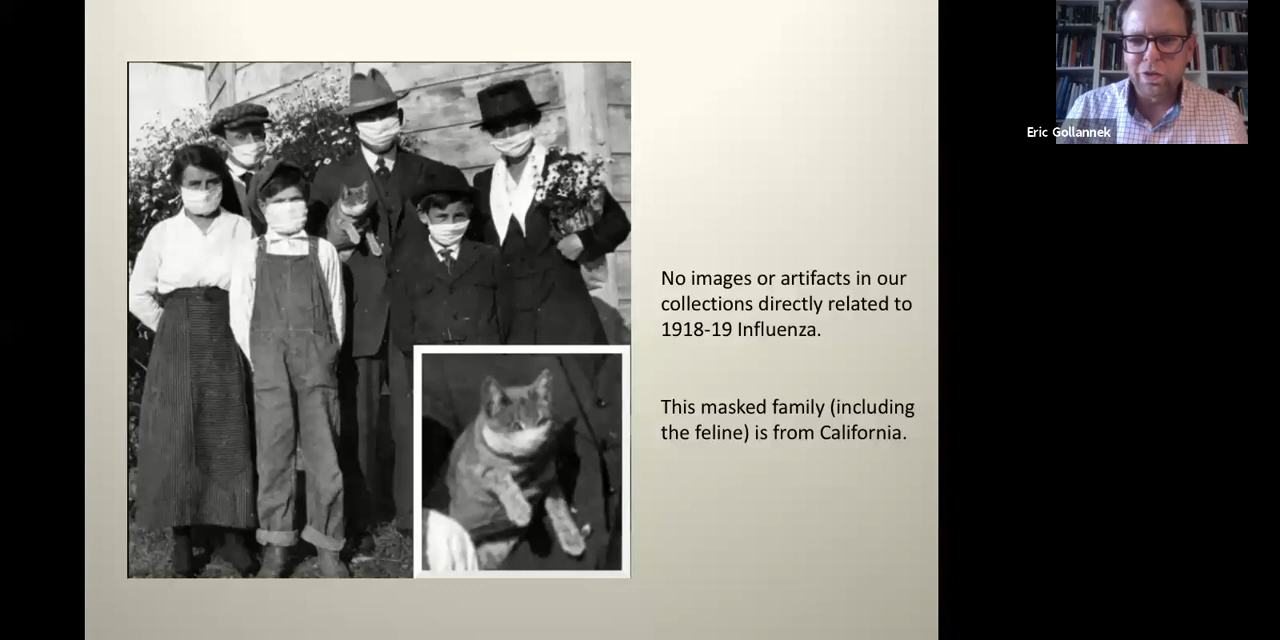 Eric Gollannek
No images or artifacts in our
collections directly related to
1918-19 Influenza.
This masked family (including
the feline) is from California.